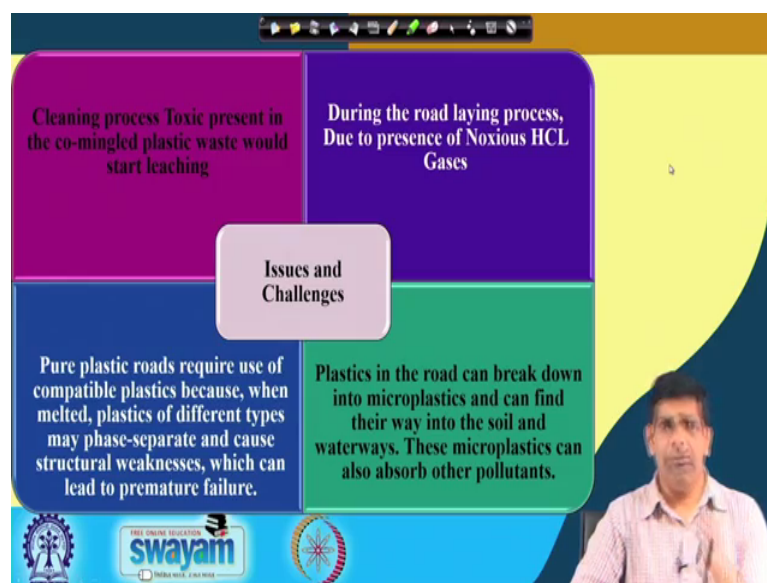 Cleaning process Toxic present in
the co-mingled plastic waste would
start leaching
During the road laying process,
Due to presence of Noxious HCL
Gases
Issues and
Challenges
Pure plastic roads require use of
compatible plastics because, when
melted, plastics of different types
may phase-separate and cause
structural weaknesses, which can
lead to premature failure.
Plastics in the road can break down
into microplastics and can find
their way into the soil and
waterways. These microplastics can
also absorb other pollutants.
FREE ONLINE EDUCATION
swayam